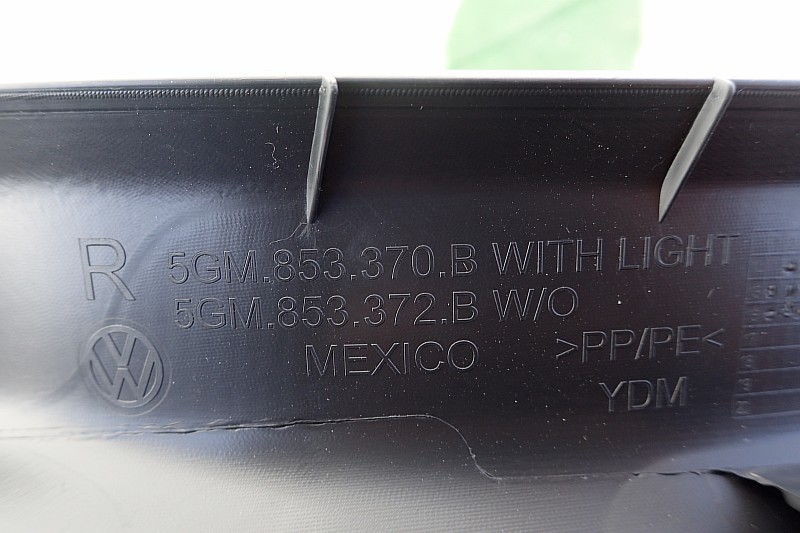 R
5GM.853.370.B WITH LIGHT
5GM.853.372.B W/O
MEXICO
>PP/PE<
YDM